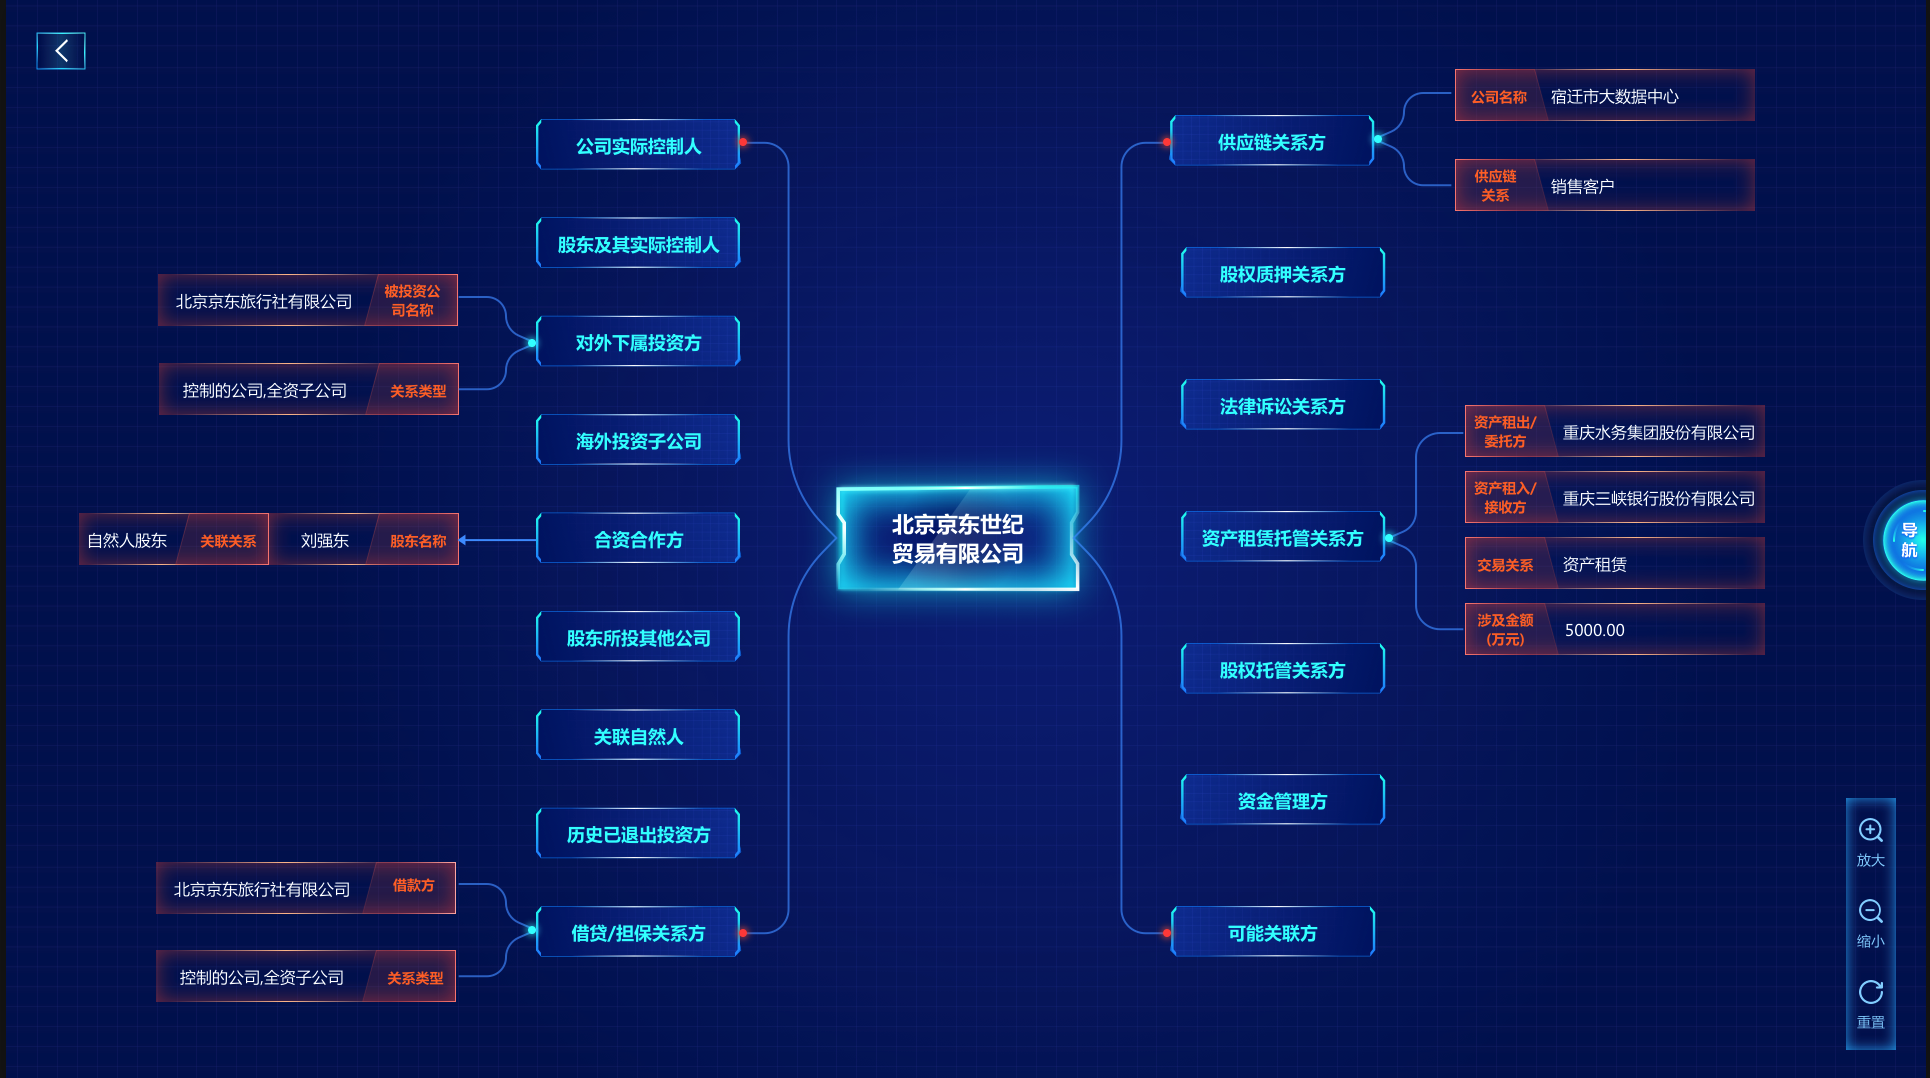 公司实际控制人
股东及其实际控制人
北京京东旅行社有限公司
被投资公
司名称
对外下属投资方
控制的公司,全资子公司
关系类型
海外投资子公司
自然人股东
关联关系
刘强东
股东名称
合资合作方
股东所投其他公司
关联自然人
历史已退出投资方
北京京东旅行社有限公司
借款方
借贷/担保关系方
控制的公司,全资子公司
关系类型
北京京东世纪
贸易有限公司
供应链关系方
公司名称
宿迁市大数据中心
供应链
关系
销售客户
股权质押关系方
法律诉讼关系方
资产租赁托管关系方
资产租出/
委托方
重庆水务集团股份有限公司
资产租入/
接收方
重庆三峡银行股份有限公司
交易关系
资产租赁
涉及金额
(万元)
5000.00
股权托管关系方
资金管理方
可能关联方
导
航
放大
缩小
重置